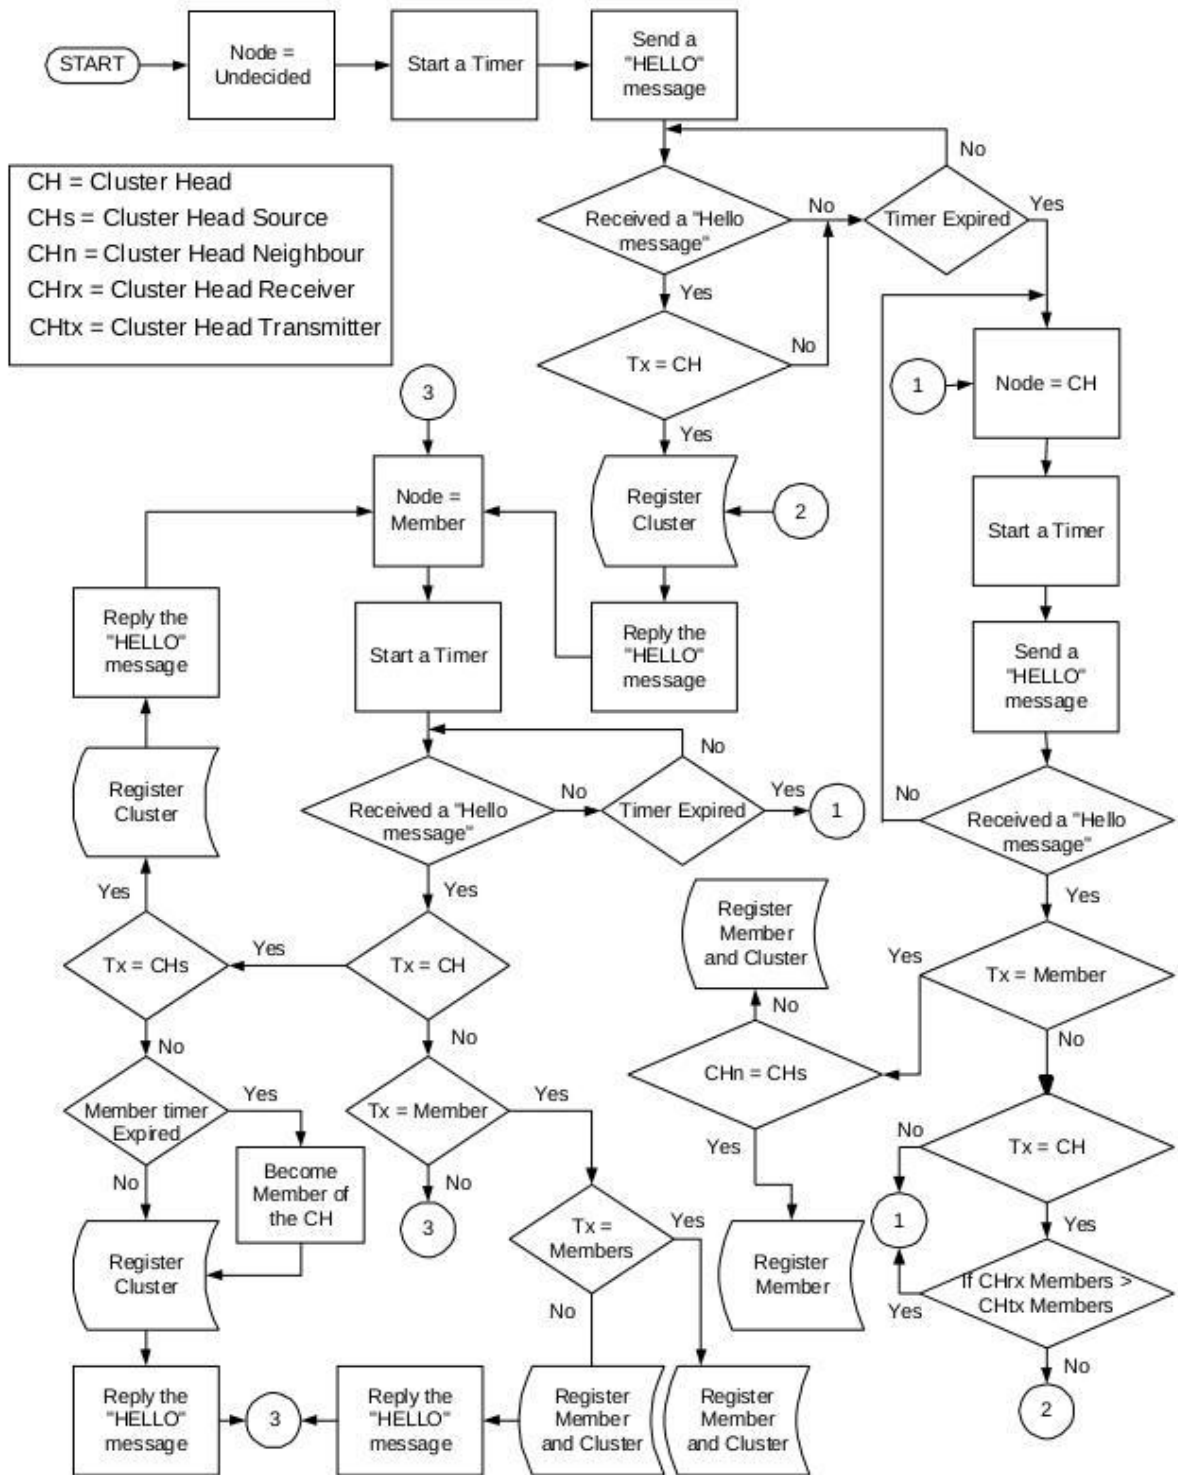 START
Node =
Undecided
Start a Timer
Send a
"HELLO"
message
No
CH = Cluster Head
CHs = Cluster Head Source
CHn = Cluster Head Neighbour
CHrx = Cluster Head Receiver
CHtx = Cluster Head Transmitter
Received a "Hello
message"
No
Timer Expired
Yes
Yes
Tx = CH
No
1
Node = CH
3
Yes
Node =
Member
Register
Cluster
2
Start a Timer
Reply the
"HELLO"
message
Start a Timer
Reply the
"HELLO"
message
Send a
"HELLO"
message
Register
Cluster
No
Received a "Hello
message"
No
Timer Expired
Yes
1
No
Received a "Hello
message"
Yes
Yes
Register
Member
and Cluster
Yes
Tx = CHs
Yes
Tx = CH
Yes
Tx = Member
No
No
No
No
CHn = CHs
Member timer
Expired
Yes
Tx = Member
Yes
Yes
No
Tx = CH
No
Become
Member of
the CH
No
3
1
Yes
Register
Cluster
Tx =
Members
Yes
Register
Member
If CHrx Members >
CHtx Members
Yes
No
No
Reply the
"HELLO"
message
3
Reply the
"HELLO"
message
Register
Member
and Cluster
Register
Member
and Cluster
2